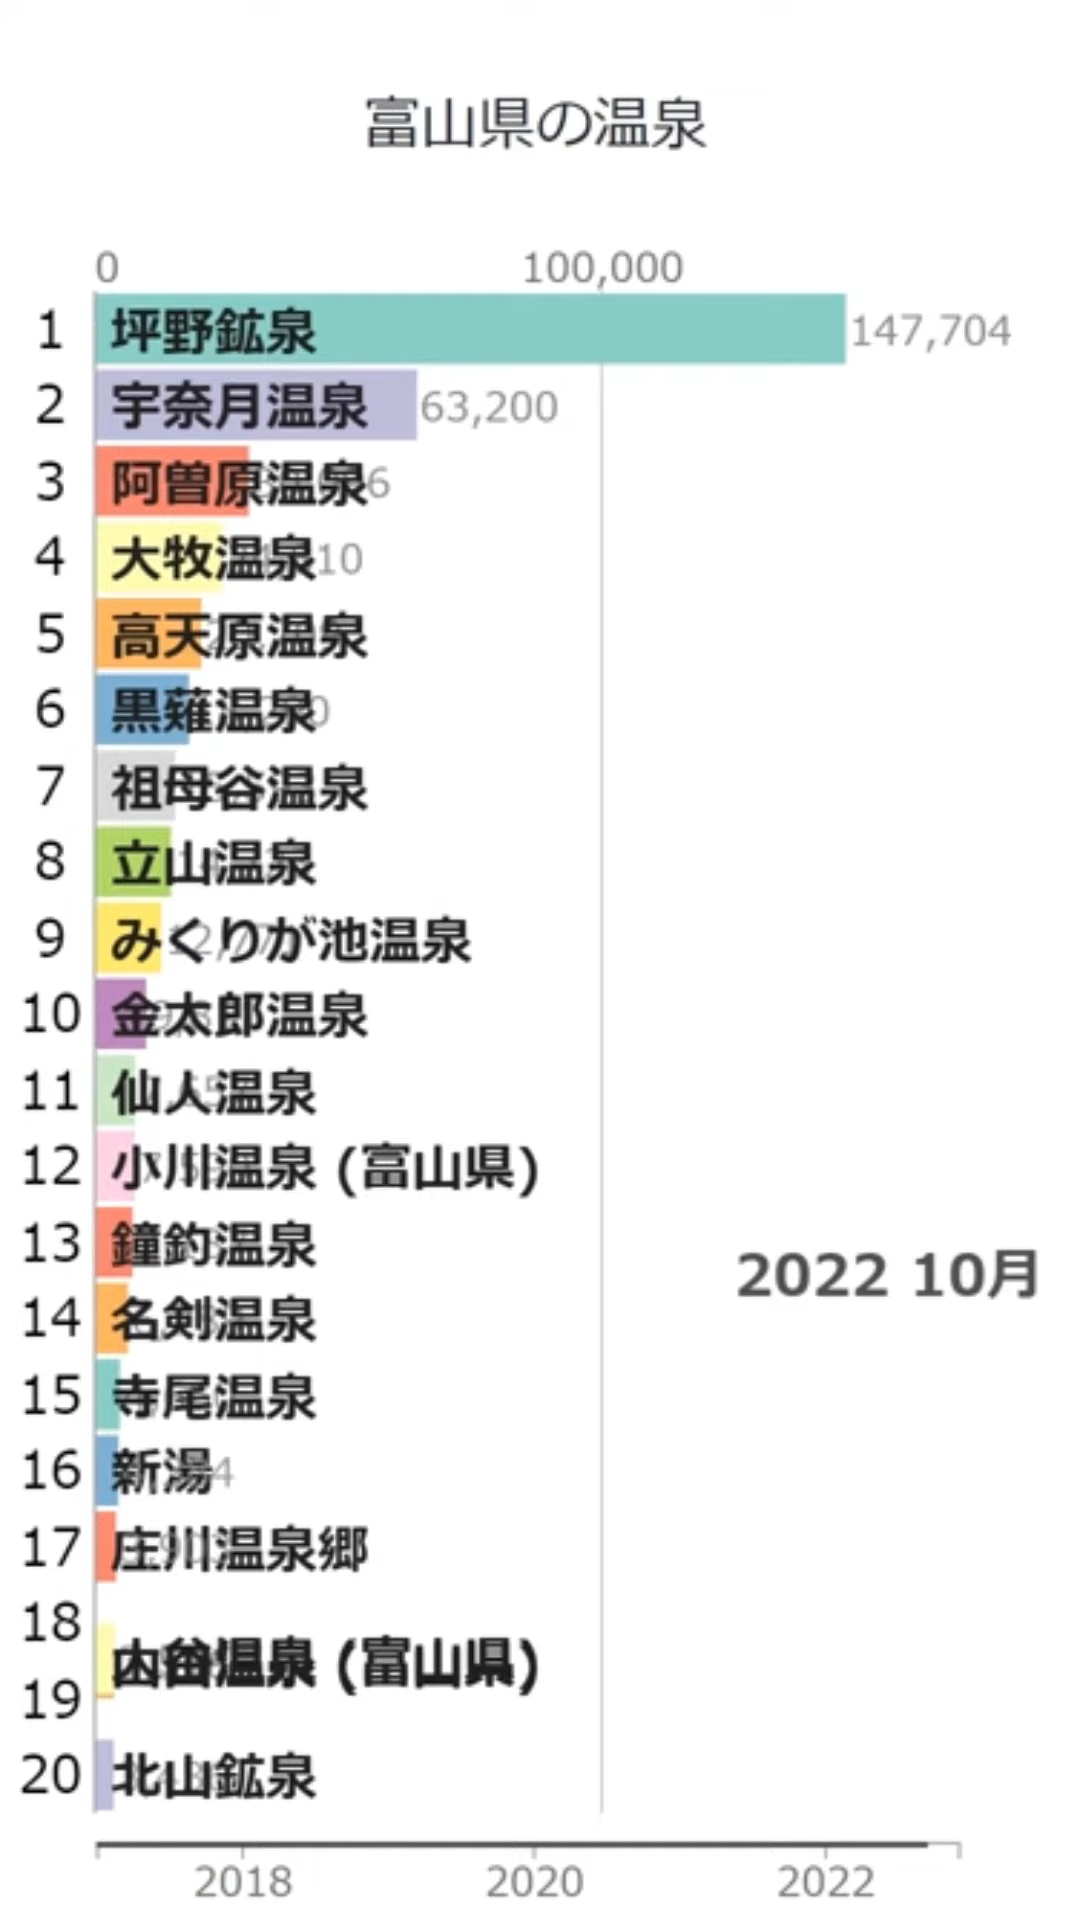 富山県の温泉
0 100,000
1 坪野鉱泉 147,704
2 宇奈月温泉 63,200
3 阿曽原温泉
4 大牧温泉
5 高天原温泉
6 黒薙温泉
7 祖母谷温泉
8 立山温泉
9 みくりが池温泉
10 金太郎温泉
11 仙人温泉
12 小川温泉 (富山県)
13 鐘釣温泉
14 名剣温泉
15 寺尾温泉
16 新湯
17 庄川温泉郷
18
19
20 北山鉱泉
2022 10月
2018 2020 2022